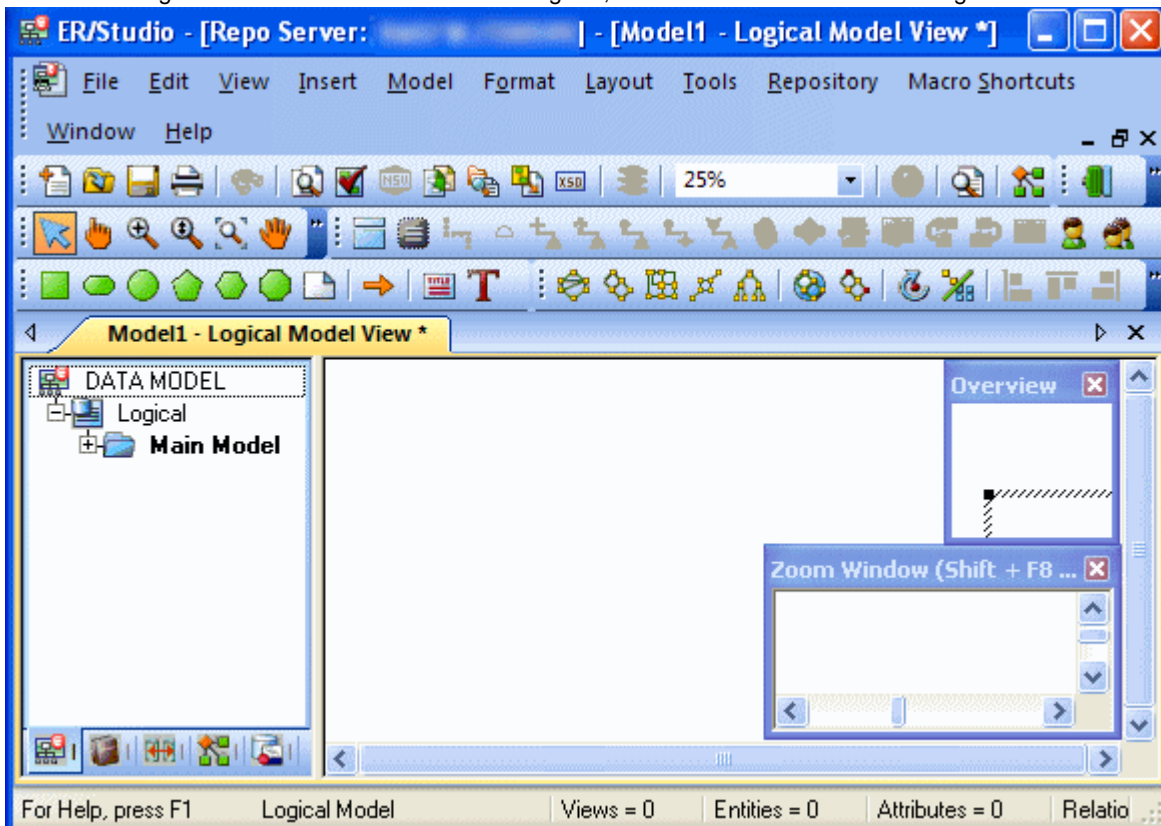 ER/Studio - [Repo Server: | - [Model1 - Logical Model View *]
File Edit View Insert Model Format Layout Tools Repository Macro Shortcuts
Window Help
NSU XSD 25%
TITLE T
Model1 - Logical Model View *
DATA MODEL
Logical
Main Model
Overview
Zoom Window (Shift + F8 ...
For Help, press F1 Logical Model Views = 0 Entities = 0 Attributes = 0 Relatio